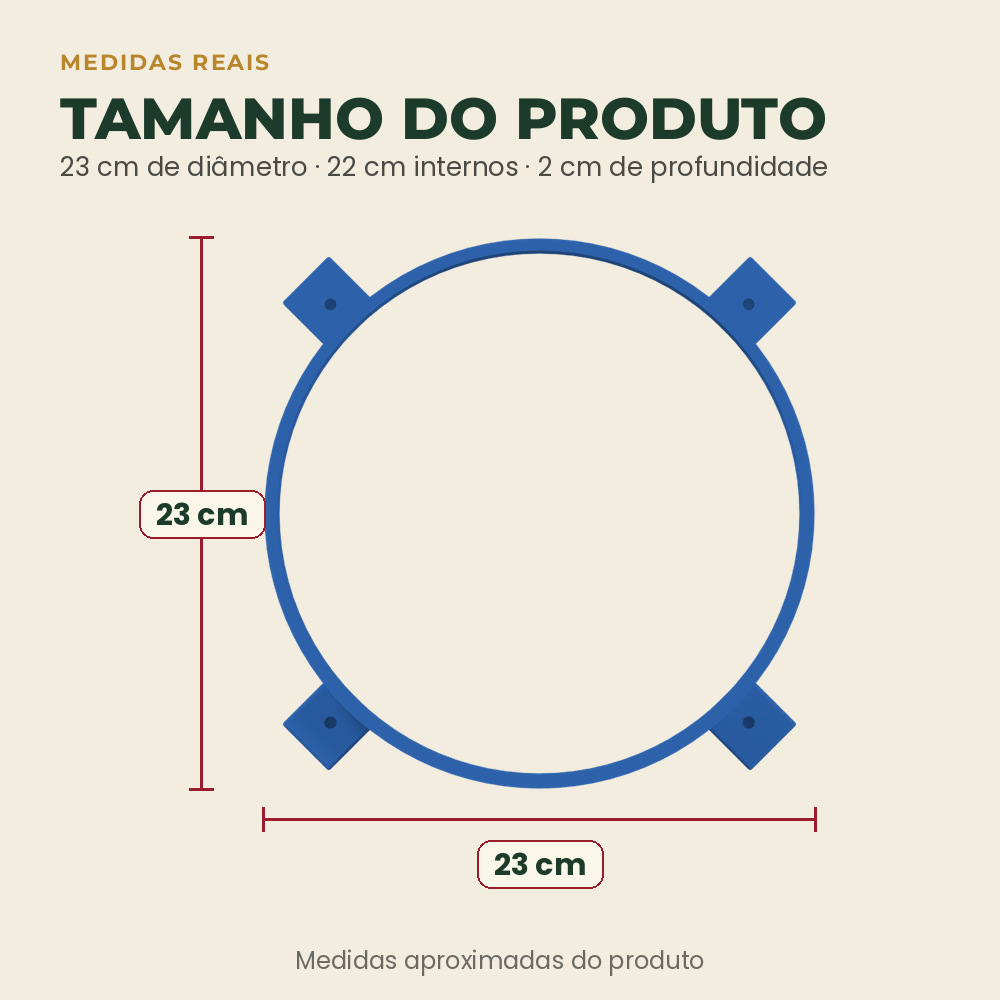 MEDIDAS REAIS
TAMANHO DO PRODUTO
23 cm de diâmetro · 22 cm internos · 2 cm de profundidade
23 cm
23 cm
Medidas aproximadas do produto